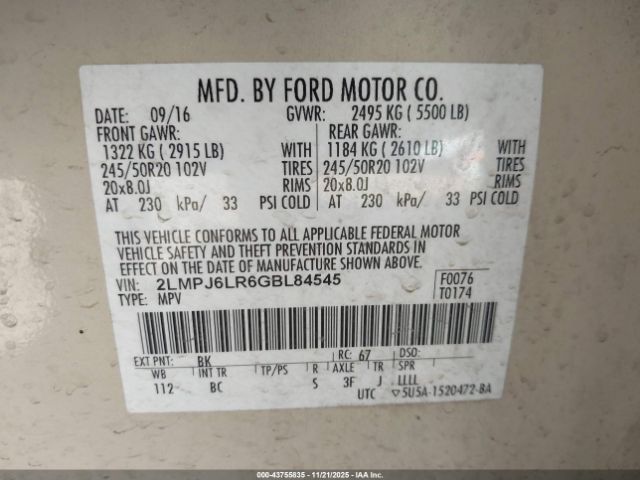 MFD. BY FORD MOTOR CO.
DATE: 09/16 GVWR: 2495 KG ( 5500 LB)
FRONT GAWR: REAR GAWR:
1322 KG ( 2915 LB) WITH 1184 KG ( 2610 LB) WITH
245/50R20 102V TIRES 245/50R20 102V TIRES
20x8.0J RIMS 20x8.0J RIMS
AT 230 kPa/ 33 PSI COLD AT 230 kPa/ 33 PSI COLD
THIS VEHICLE CONFORMS TO ALL APPLICABLE FEDERAL MOTOR
VEHICLE SAFETY AND THEFT PREVENTION STANDARDS IN
EFFECT ON THE DATE OF MANUFACTURE SHOWN ABOVE.
VIN: 2LMPJ6LR6GBL84545 F0076
TYPE: MPV T0174
EXT PNT: BK RC: 67 DSO:
WB INT TR TP/PS R AXLE TR SPR
112 BC S 3F J LLLL
UTC ▽5U5A-1520472-BA
000-43755835 - 11/21/2025 - IAAI.COM